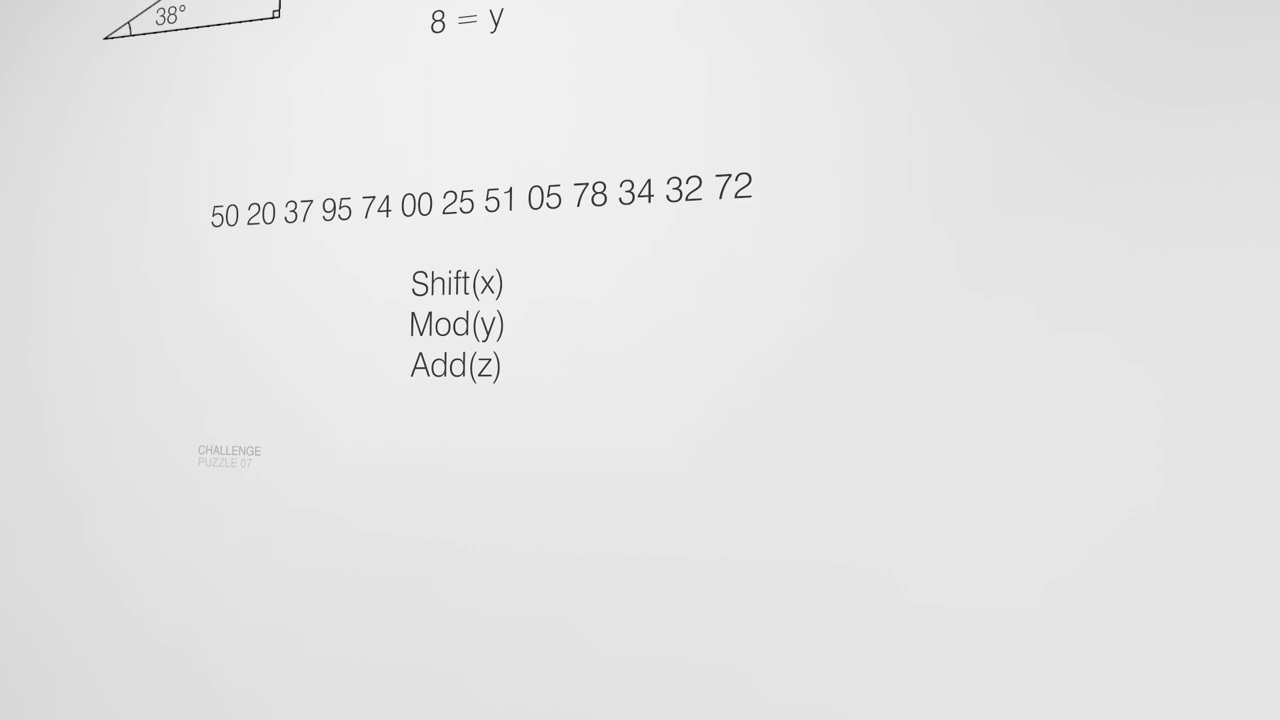 38°
8 = y
50 20 37 95 74 00 25 51 05 78 34 32 72
Shift(x)
Mod(y)
Add(z)
CHALLENGE
PUZZLE 07